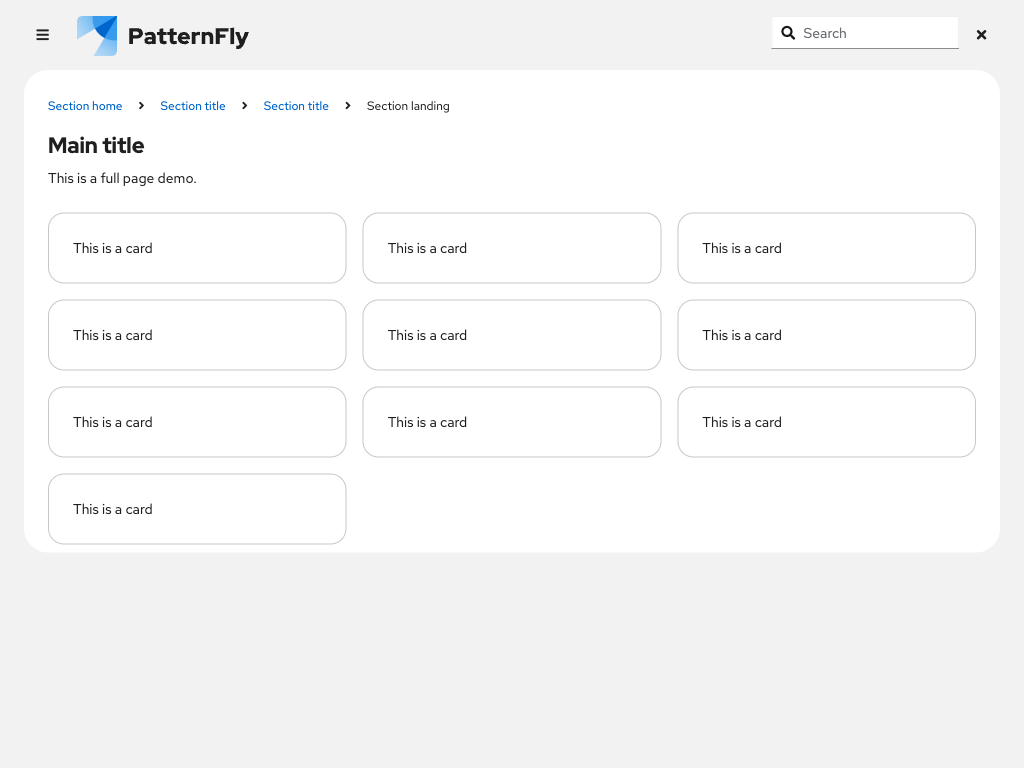 PatternFly
Search
Section home
Section title
Section title
Section landing
Main title
This is a full page demo.
This is a card
This is a card
This is a card
This is a card
This is a card
This is a card
This is a card
This is a card
This is a card
This is a card